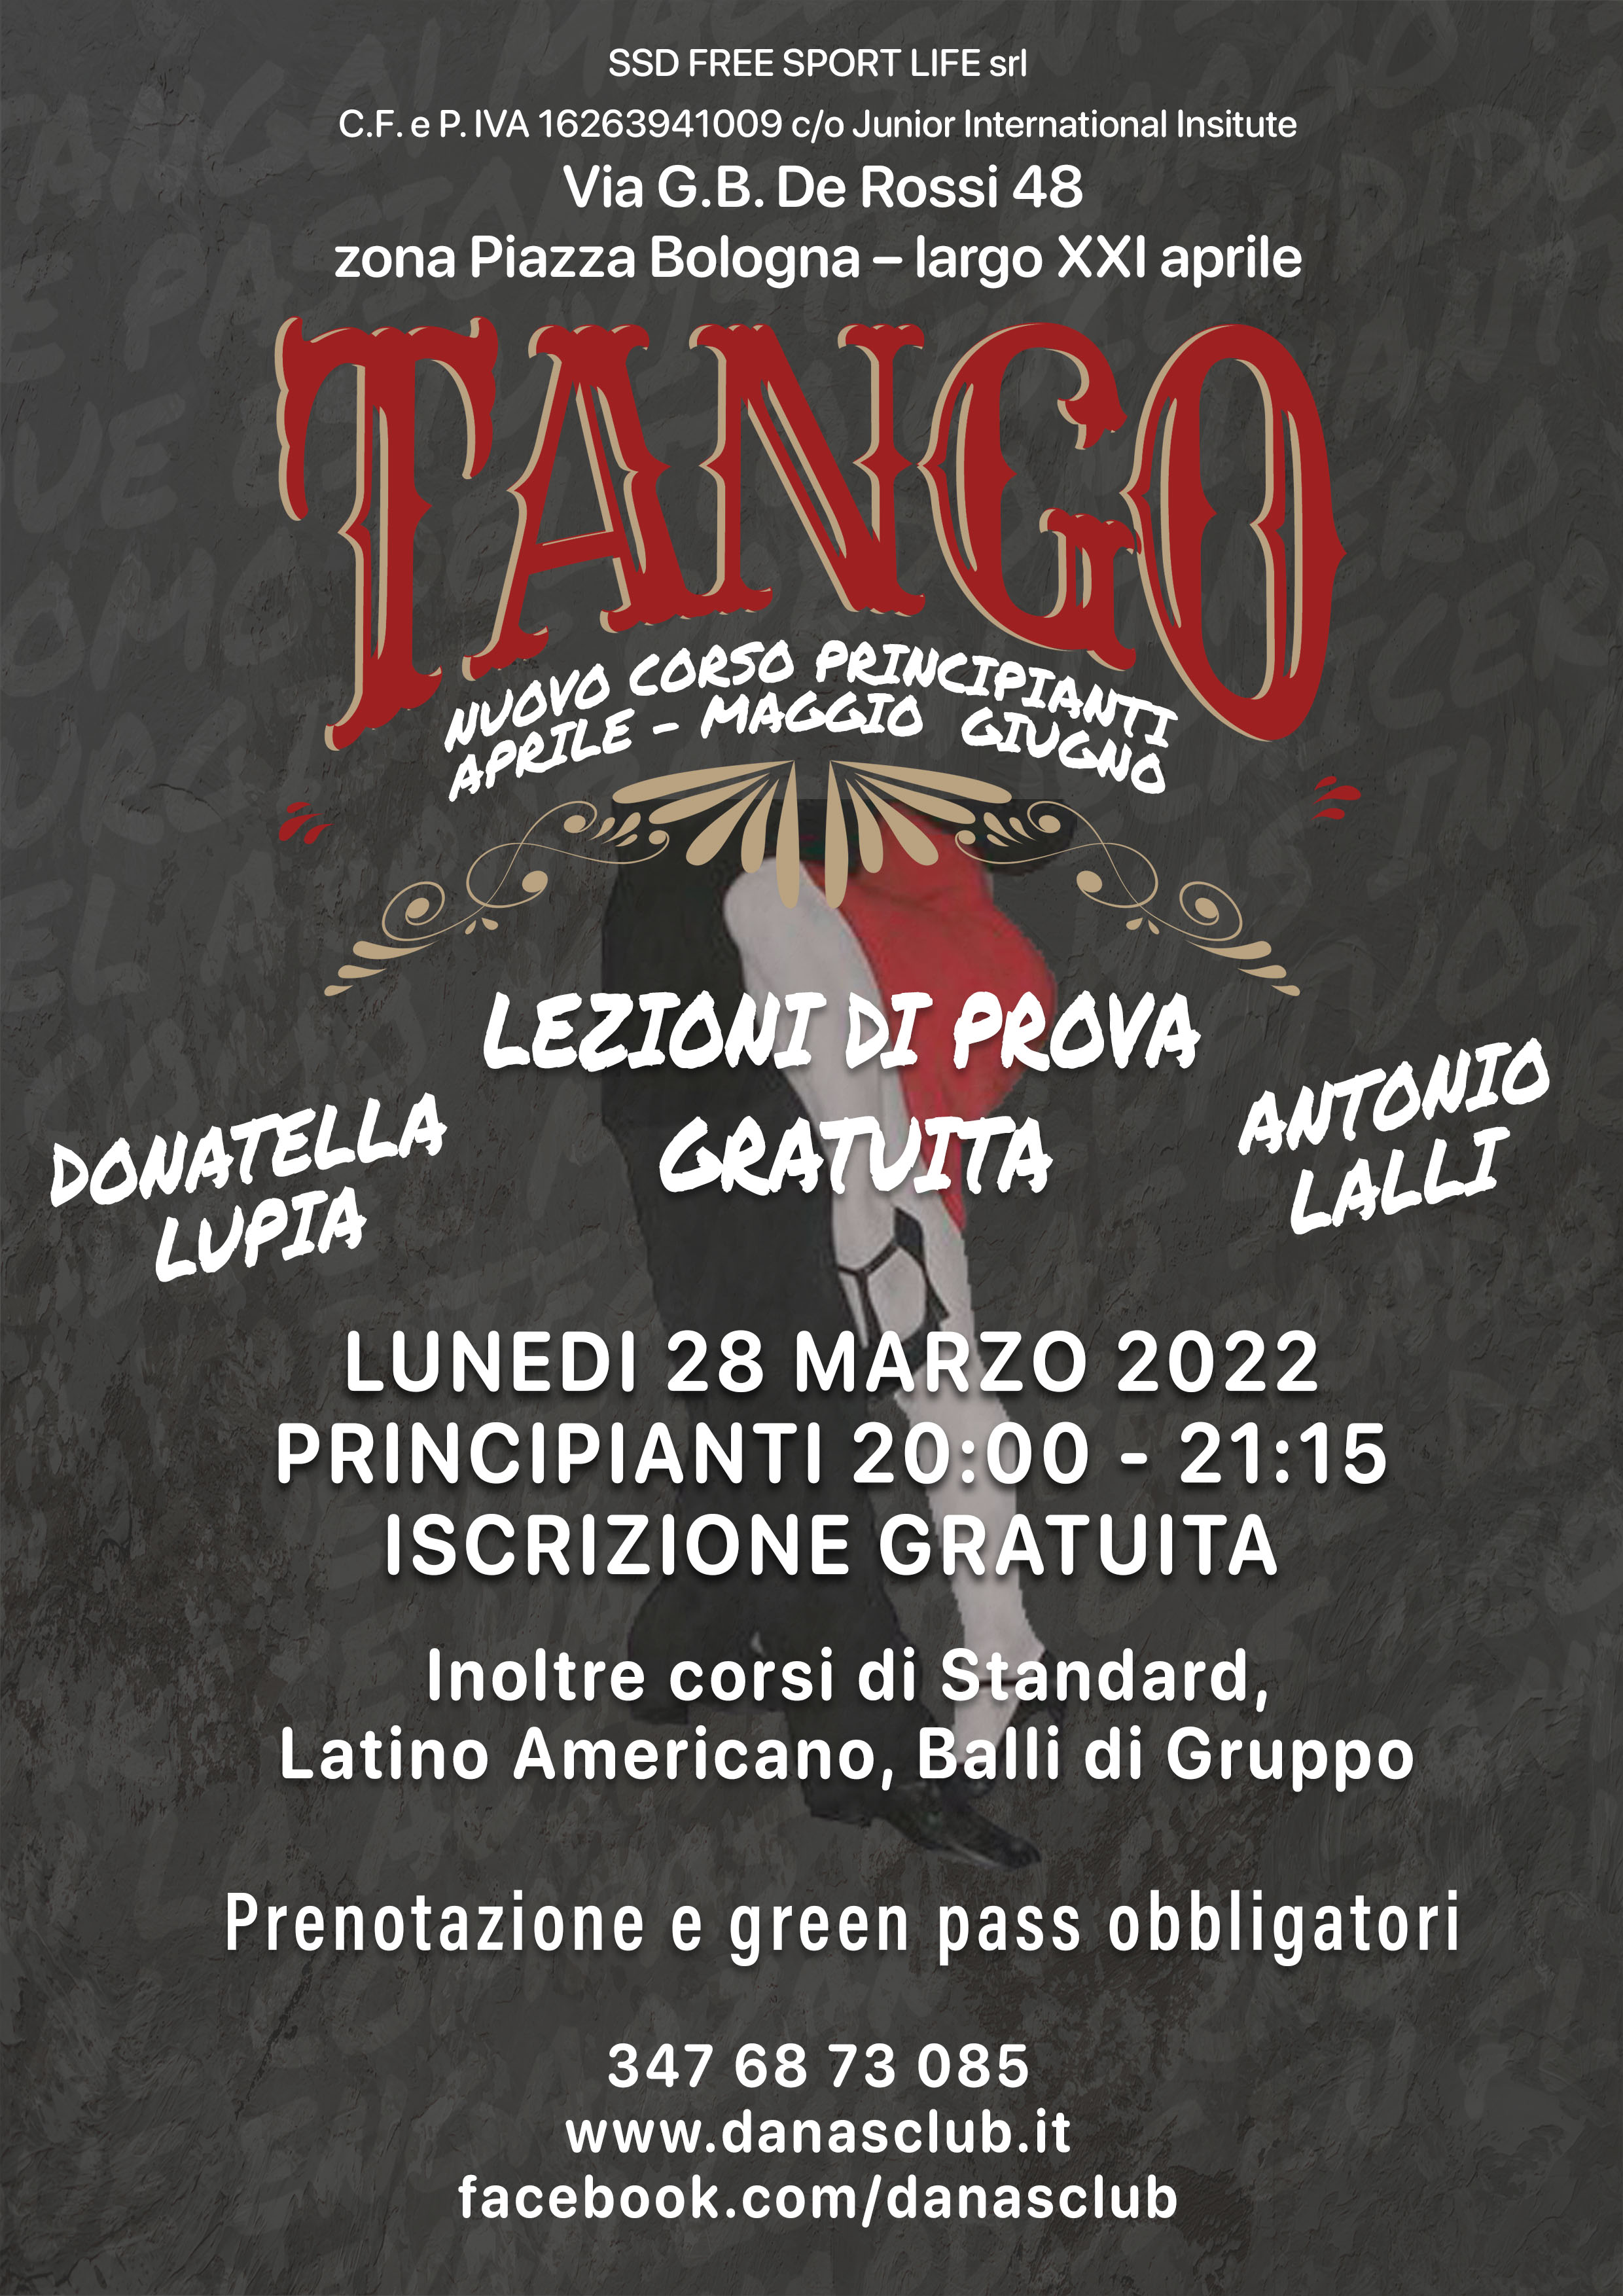 SSD FREE SPORT LIFE srl
C.F. e P. IVA 16263941009 c/o Junior International Insitute
Via G.B. De Rossi 48
zona Piazza Bologna – largo XXI aprile
TANGO
NUOVO CORSO PRINCIPIANTI
APRILE - MAGGIO GIUGNO
LEZIONI DI PROVA
GRATUITA
DONATELLA
LUPIA
ANTONIO
LALLI
LUNEDI 28 MARZO 2022
PRINCIPIANTI 20:00 - 21:15
ISCRIZIONE GRATUITA
Inoltre corsi di Standard,
Latino Americano, Balli di Gruppo
Prenotazione e green pass obbligatori
347 68 73 085
www.danasclub.it
facebook.com/danasclub